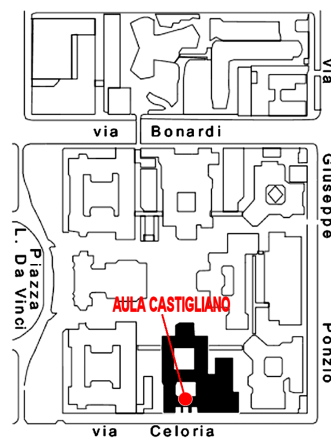 Via
via Bonardi
Giuseppe
Piazza
L. Da Vinci
AULA CASTIGLIANO
Ponzio
via Celoria